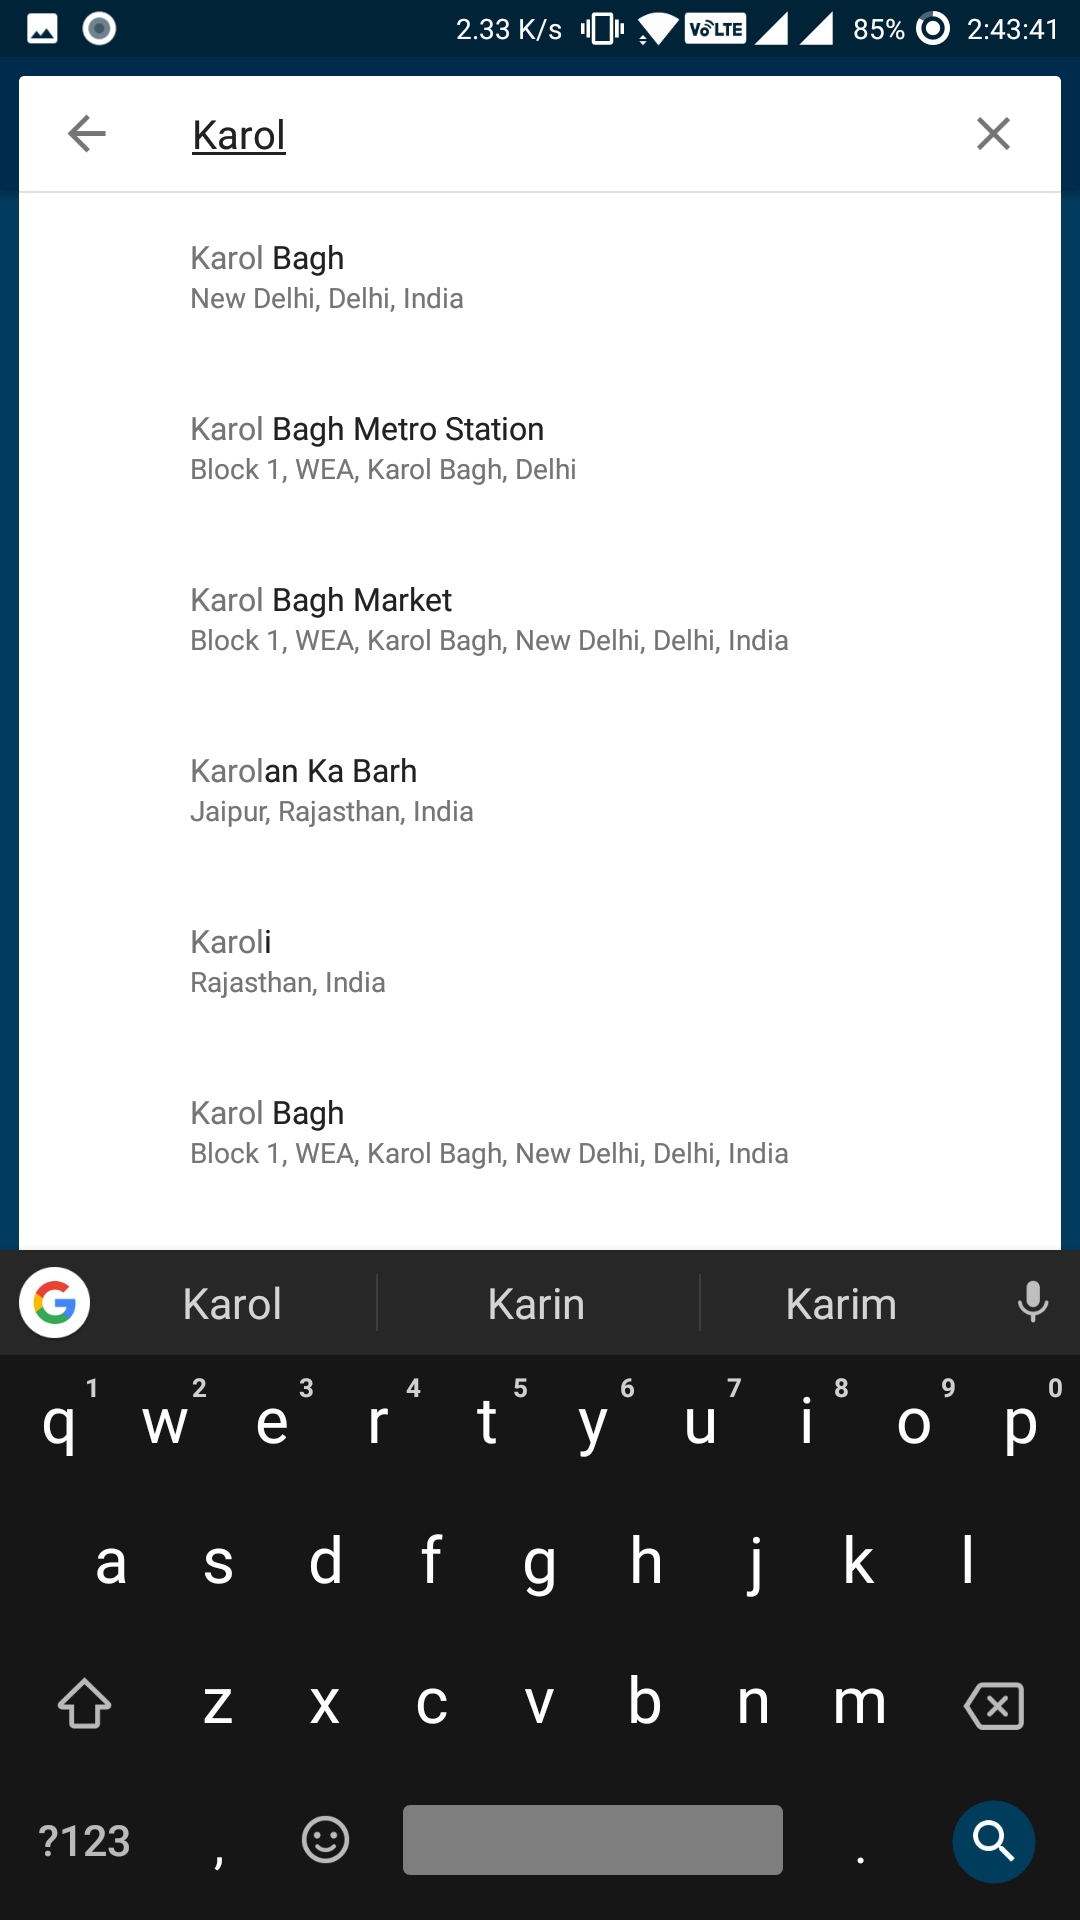 2.33 K/s VoLTE 85% 2:43:41
Karol
Karol Bagh
New Delhi, Delhi, India
Karol Bagh Metro Station
Block 1, WEA, Karol Bagh, Delhi
Karol Bagh Market
Block 1, WEA, Karol Bagh, New Delhi, Delhi, India
Karolan Ka Barh
Jaipur, Rajasthan, India
Karoli
Rajasthan, India
Karol Bagh
Block 1, WEA, Karol Bagh, New Delhi, Delhi, India
G Karol Karin Karim
1 2 3 4 5 6 7 8 9 0
q w e r t y u i o p
a s d f g h j k l
z x c v b n m
?123 , .